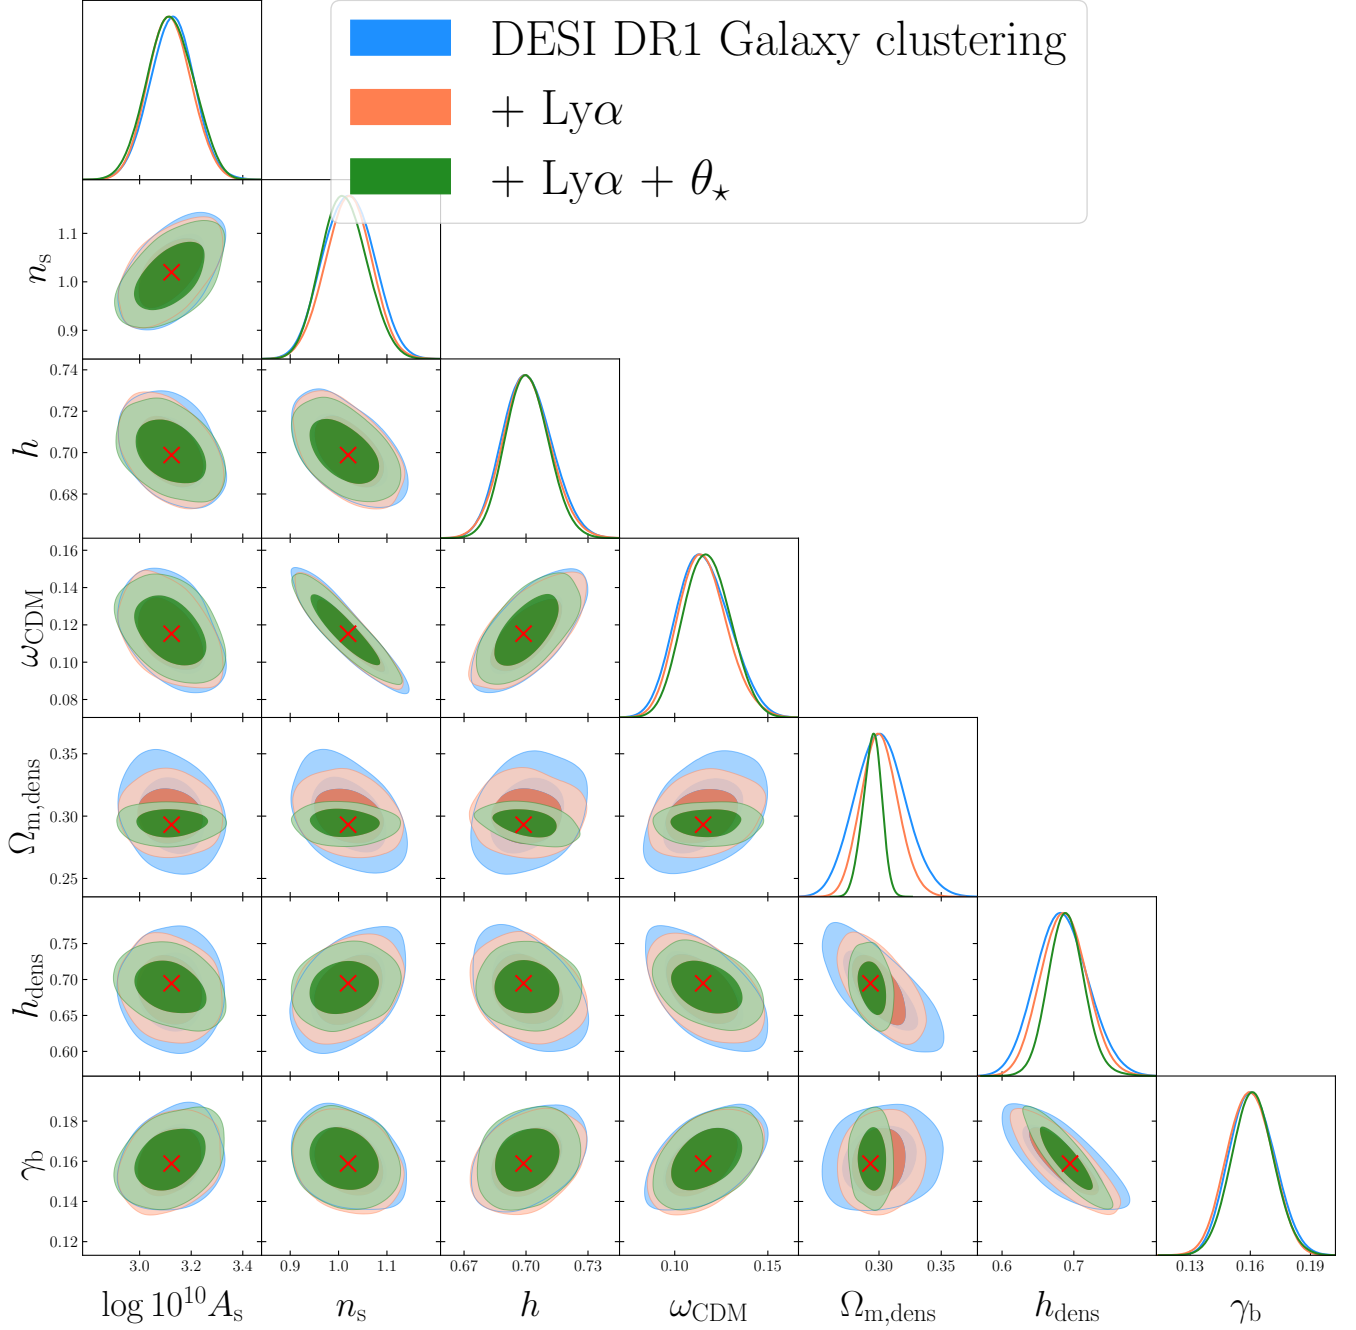 DESI DR1 Galaxy clustering
+ Lyα
+ Lyα + θ⋆
1.1
1.0
0.9
nₛ
0.74
0.72
0.70
0.68
h
0.16
0.14
0.12
0.10
0.08
ω_CDM
0.35
0.30
0.25
Ω_m,dens
0.75
0.70
0.65
0.60
h_dens
0.18
0.16
0.14
0.12
γ_b
3.0 3.2 3.4 0.9 1.0 1.1 0.67 0.70 0.73 0.10 0.15 0.30 0.35 0.6 0.7 0.13 0.16 0.19
log 10¹⁰Aₛ nₛ h ω_CDM Ω_m,dens h_dens γ_b